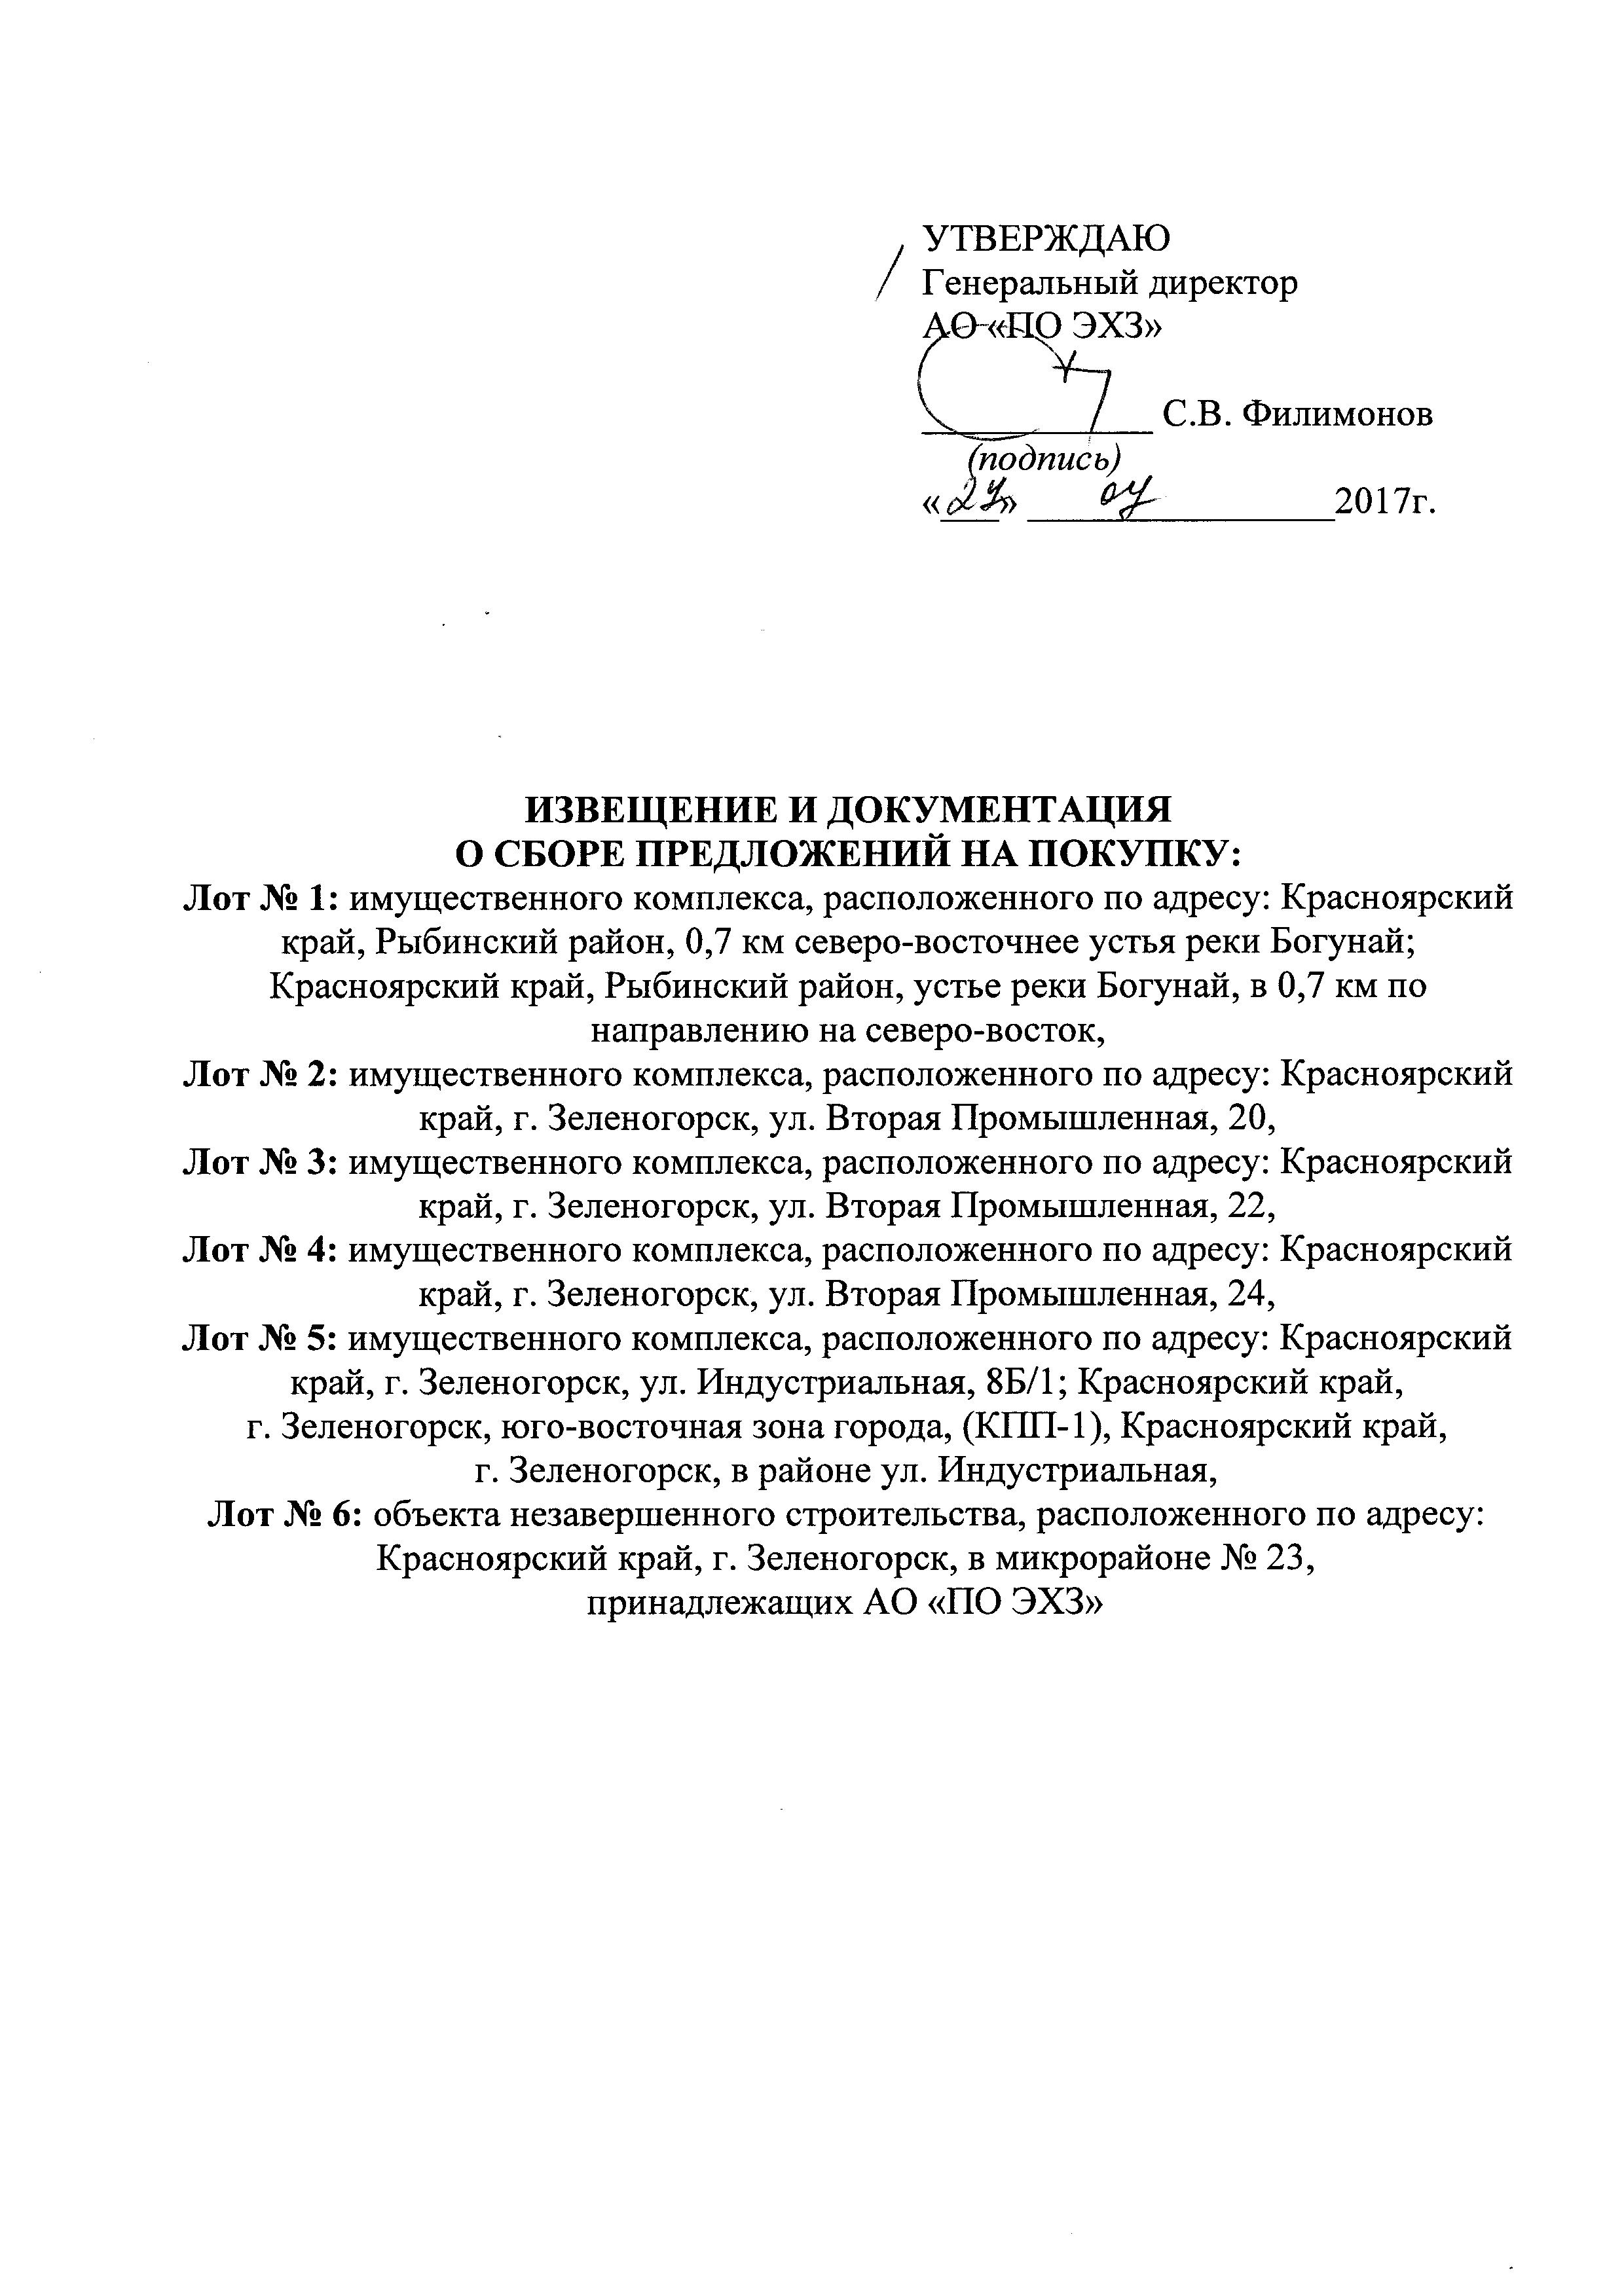 УТВЕРЖДАЮ
Генеральный директор
АО «ПО ЭХЗ»
С.В. Филимонов
(подпись)
«24» 04 2017г.
ИЗВЕЩЕНИЕ И ДОКУМЕНТАЦИЯ
О СБОРЕ ПРЕДЛОЖЕНИЙ НА ПОКУПКУ:
Лот № 1: имущественного комплекса, расположенного по адресу: Красноярский
край, Рыбинский район, 0,7 км северо-восточнее устья реки Богунай;
Красноярский край, Рыбинский район, устье реки Богунай, в 0,7 км по
направлению на северо-восток,
Лот № 2: имущественного комплекса, расположенного по адресу: Красноярский
край, г. Зеленогорск, ул. Вторая Промышленная, 20,
Лот № 3: имущественного комплекса, расположенного по адресу: Красноярский
край, г. Зеленогорск, ул. Вторая Промышленная, 22,
Лот № 4: имущественного комплекса, расположенного по адресу: Красноярский
край, г. Зеленогорск, ул. Вторая Промышленная, 24,
Лот № 5: имущественного комплекса, расположенного по адресу: Красноярский
край, г. Зеленогорск, ул. Индустриальная, 8Б/1; Красноярский край,
г. Зеленогорск, юго-восточная зона города, (КПП-1), Красноярский край,
г. Зеленогорск, в районе ул. Индустриальная,
Лот № 6: объекта незавершенного строительства, расположенного по адресу:
Красноярский край, г. Зеленогорск, в микрорайоне № 23,
принадлежащих АО «ПО ЭХЗ»